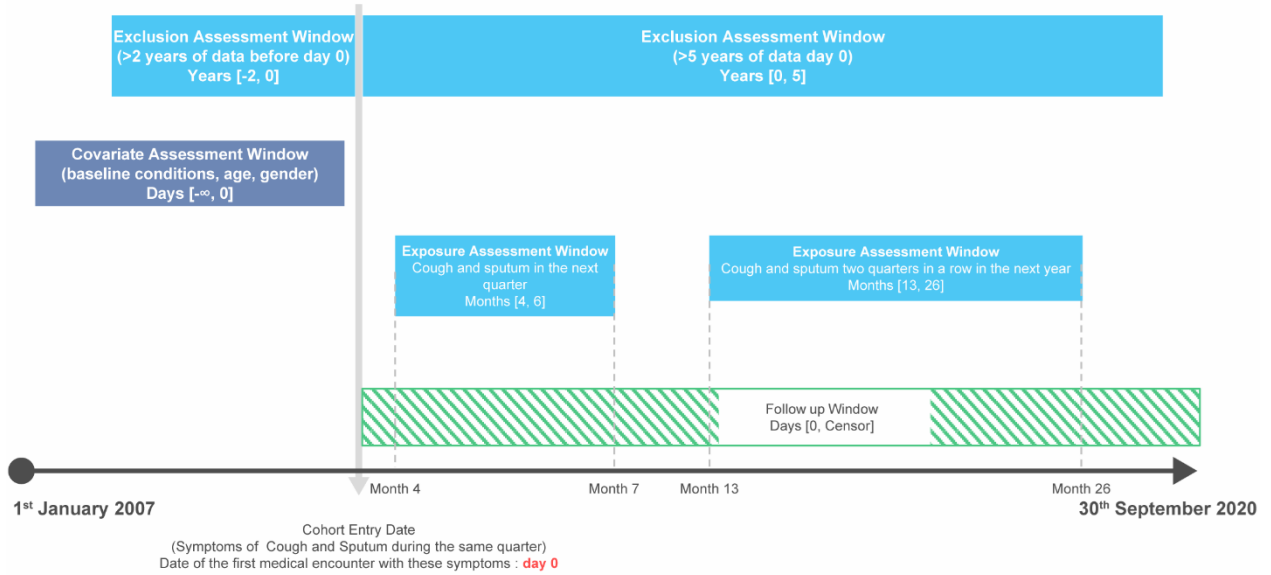 Exclusion Assessment Window
(>2 years of data before day 0)
Years [-2, 0]
Exclusion Assessment Window
(>5 years of data day 0)
Years [0, 5]
Covariate Assessment Window
(baseline conditions, age, gender)
Days [-∞, 0]
Exposure Assessment Window
Cough and sputum in the next
quarter
Months [4, 6]
Exposure Assessment Window
Cough and sputum two quarters in a row in the next year
Months [13, 26]
Follow up Window
Days [0, Censor]
Month 4
Month 7
Month 13
Month 26
1st January 2007
30th September 2020
Cohort Entry Date
(Symptoms of Cough and Sputum during the same quarter)
Date of the first medical encounter with these symptoms : day 0